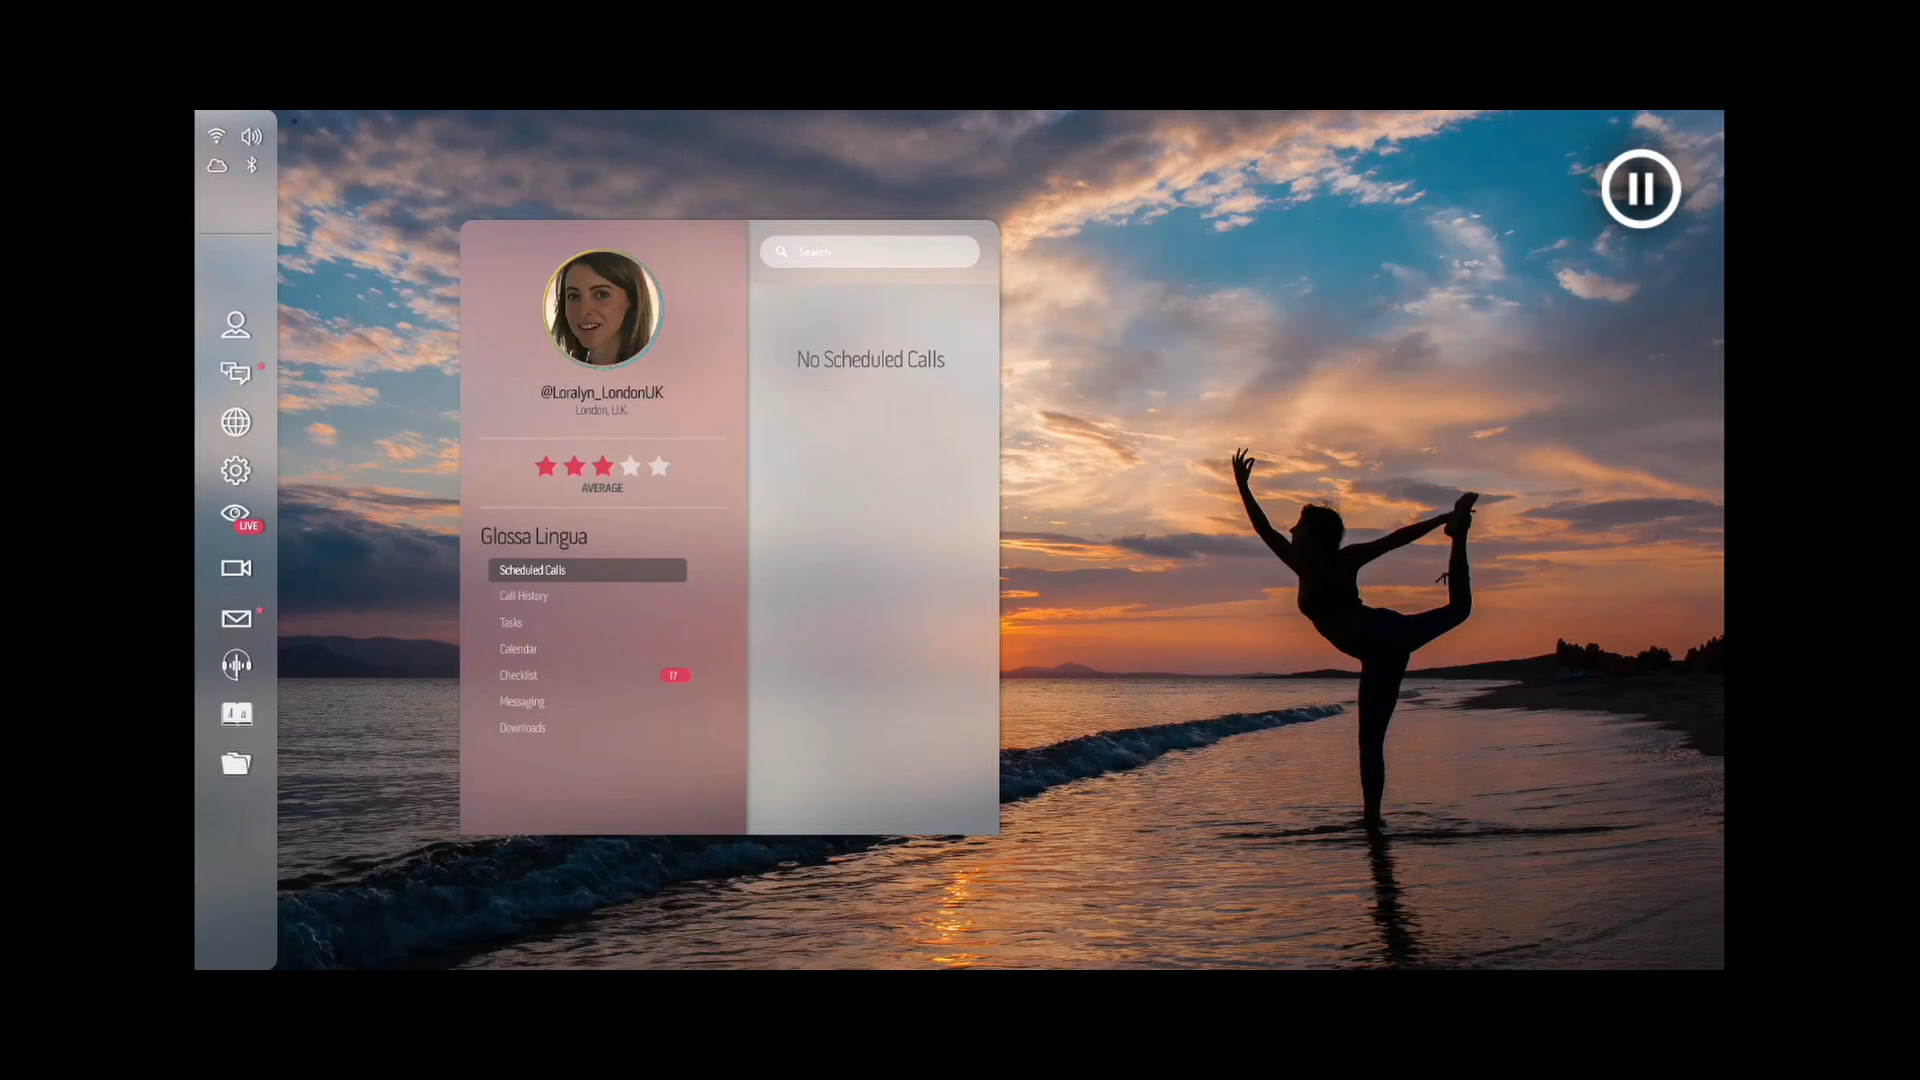 LIVE
A a
@Loralyn_LondonUK
London, U.K.
AVERAGE
Glossa Lingua
Scheduled Calls
Call History
Tasks
Calendar
Checklist 17
Messaging
Downloads
Search
No Scheduled Calls